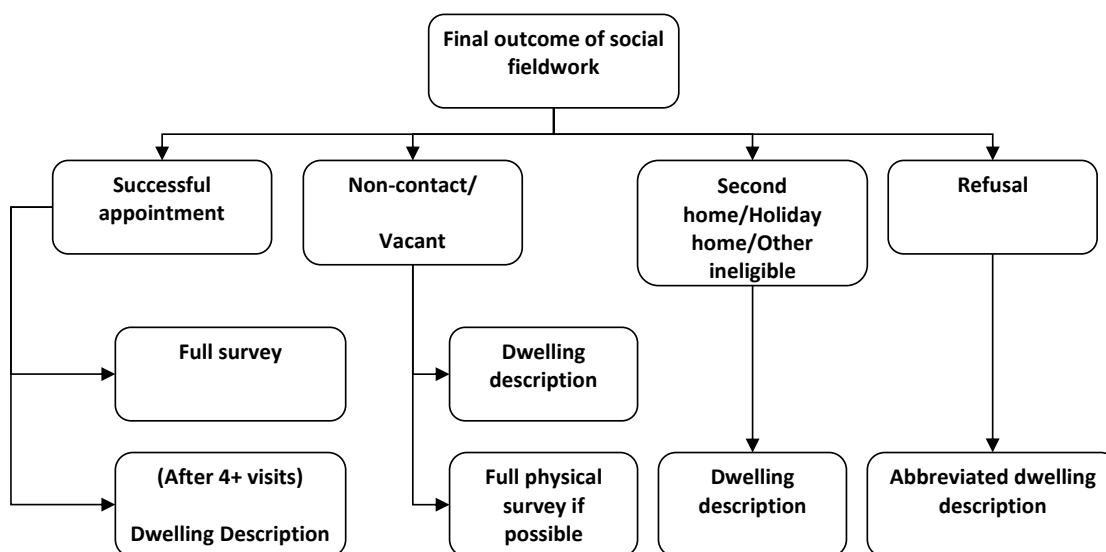 Final outcome of social
fieldwork
Successful
appointment
Non-contact/
Vacant
Second
home/Holiday
home/Other
ineligible
Refusal
Full survey
Dwelling
description
(After 4+ visits)
Dwelling Description
Full physical
survey if
possible
Dwelling
description
Abbreviated dwelling
description